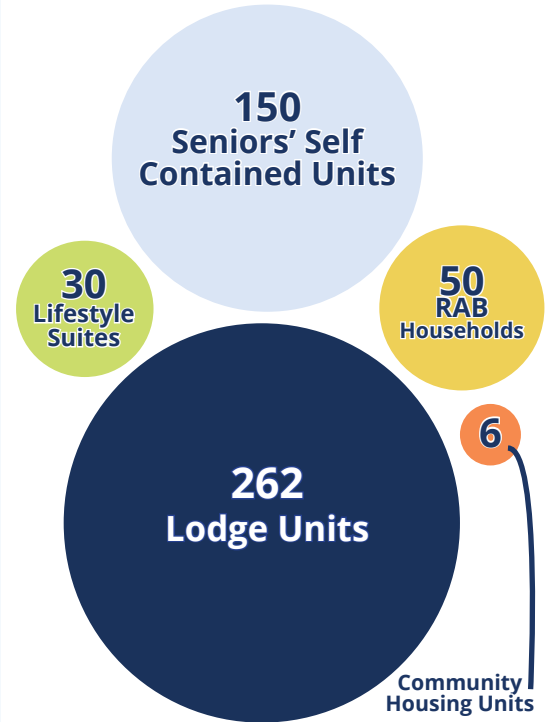 150
Seniors’ Self
Contained Units
30
Lifestyle
Suites
50
RAB
Households
6
262
Lodge Units
Community
Housing Units